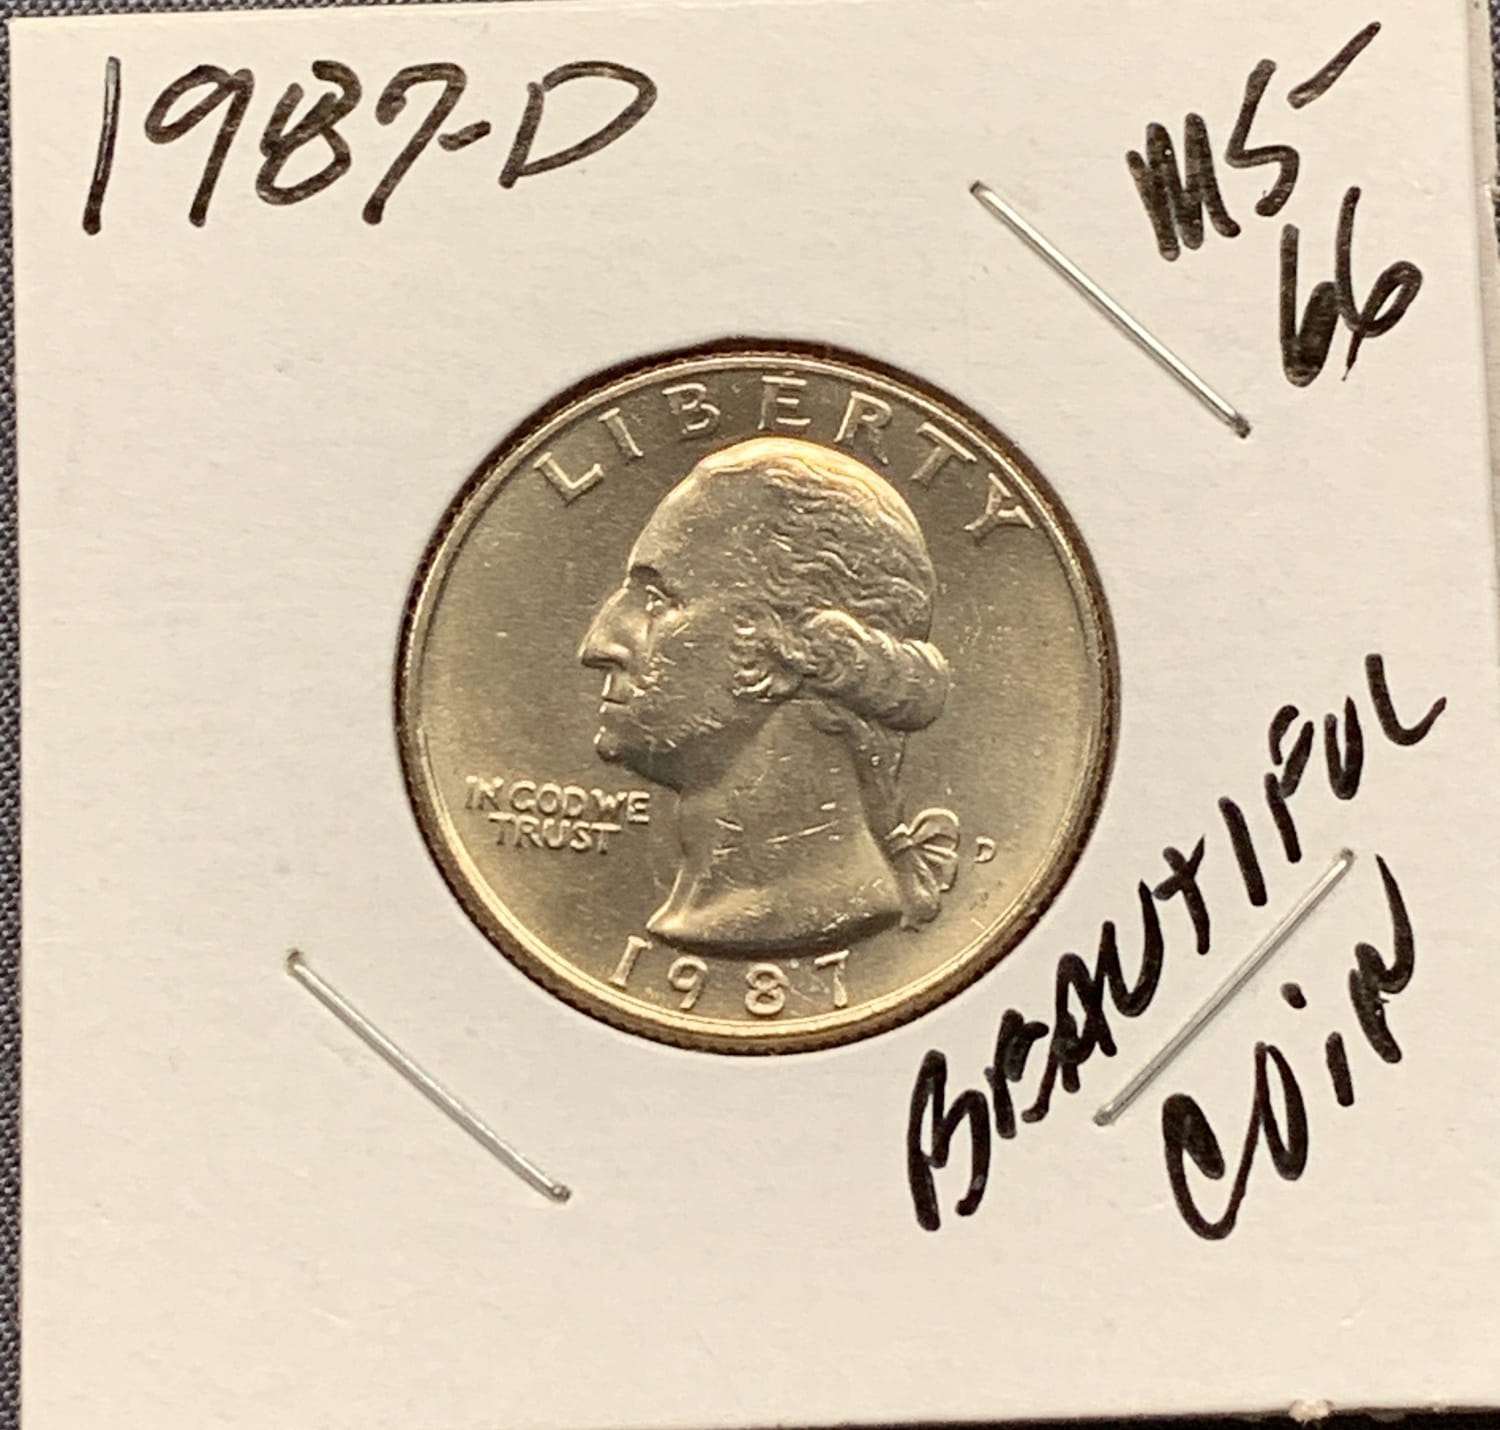 1987-D
MS-
66
LIBERTY
IN GOD WE
TRUST
D
1987
BEAUTIFUL
COiN